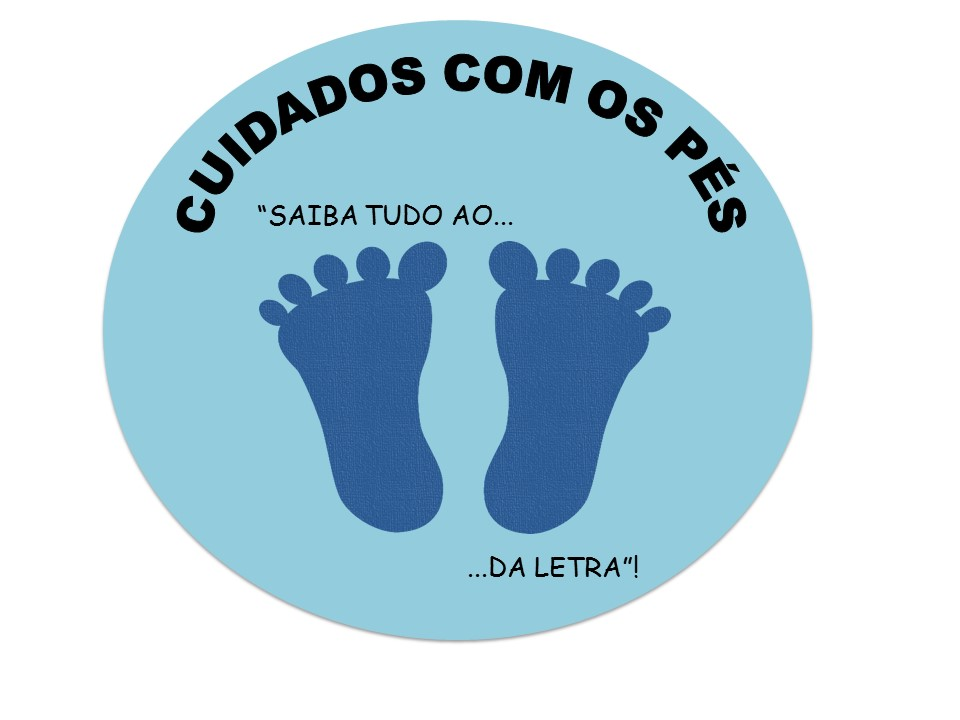 CUIDADOS COM OS PÉS
“SAIBA TUDO AO...
...DA LETRA”!